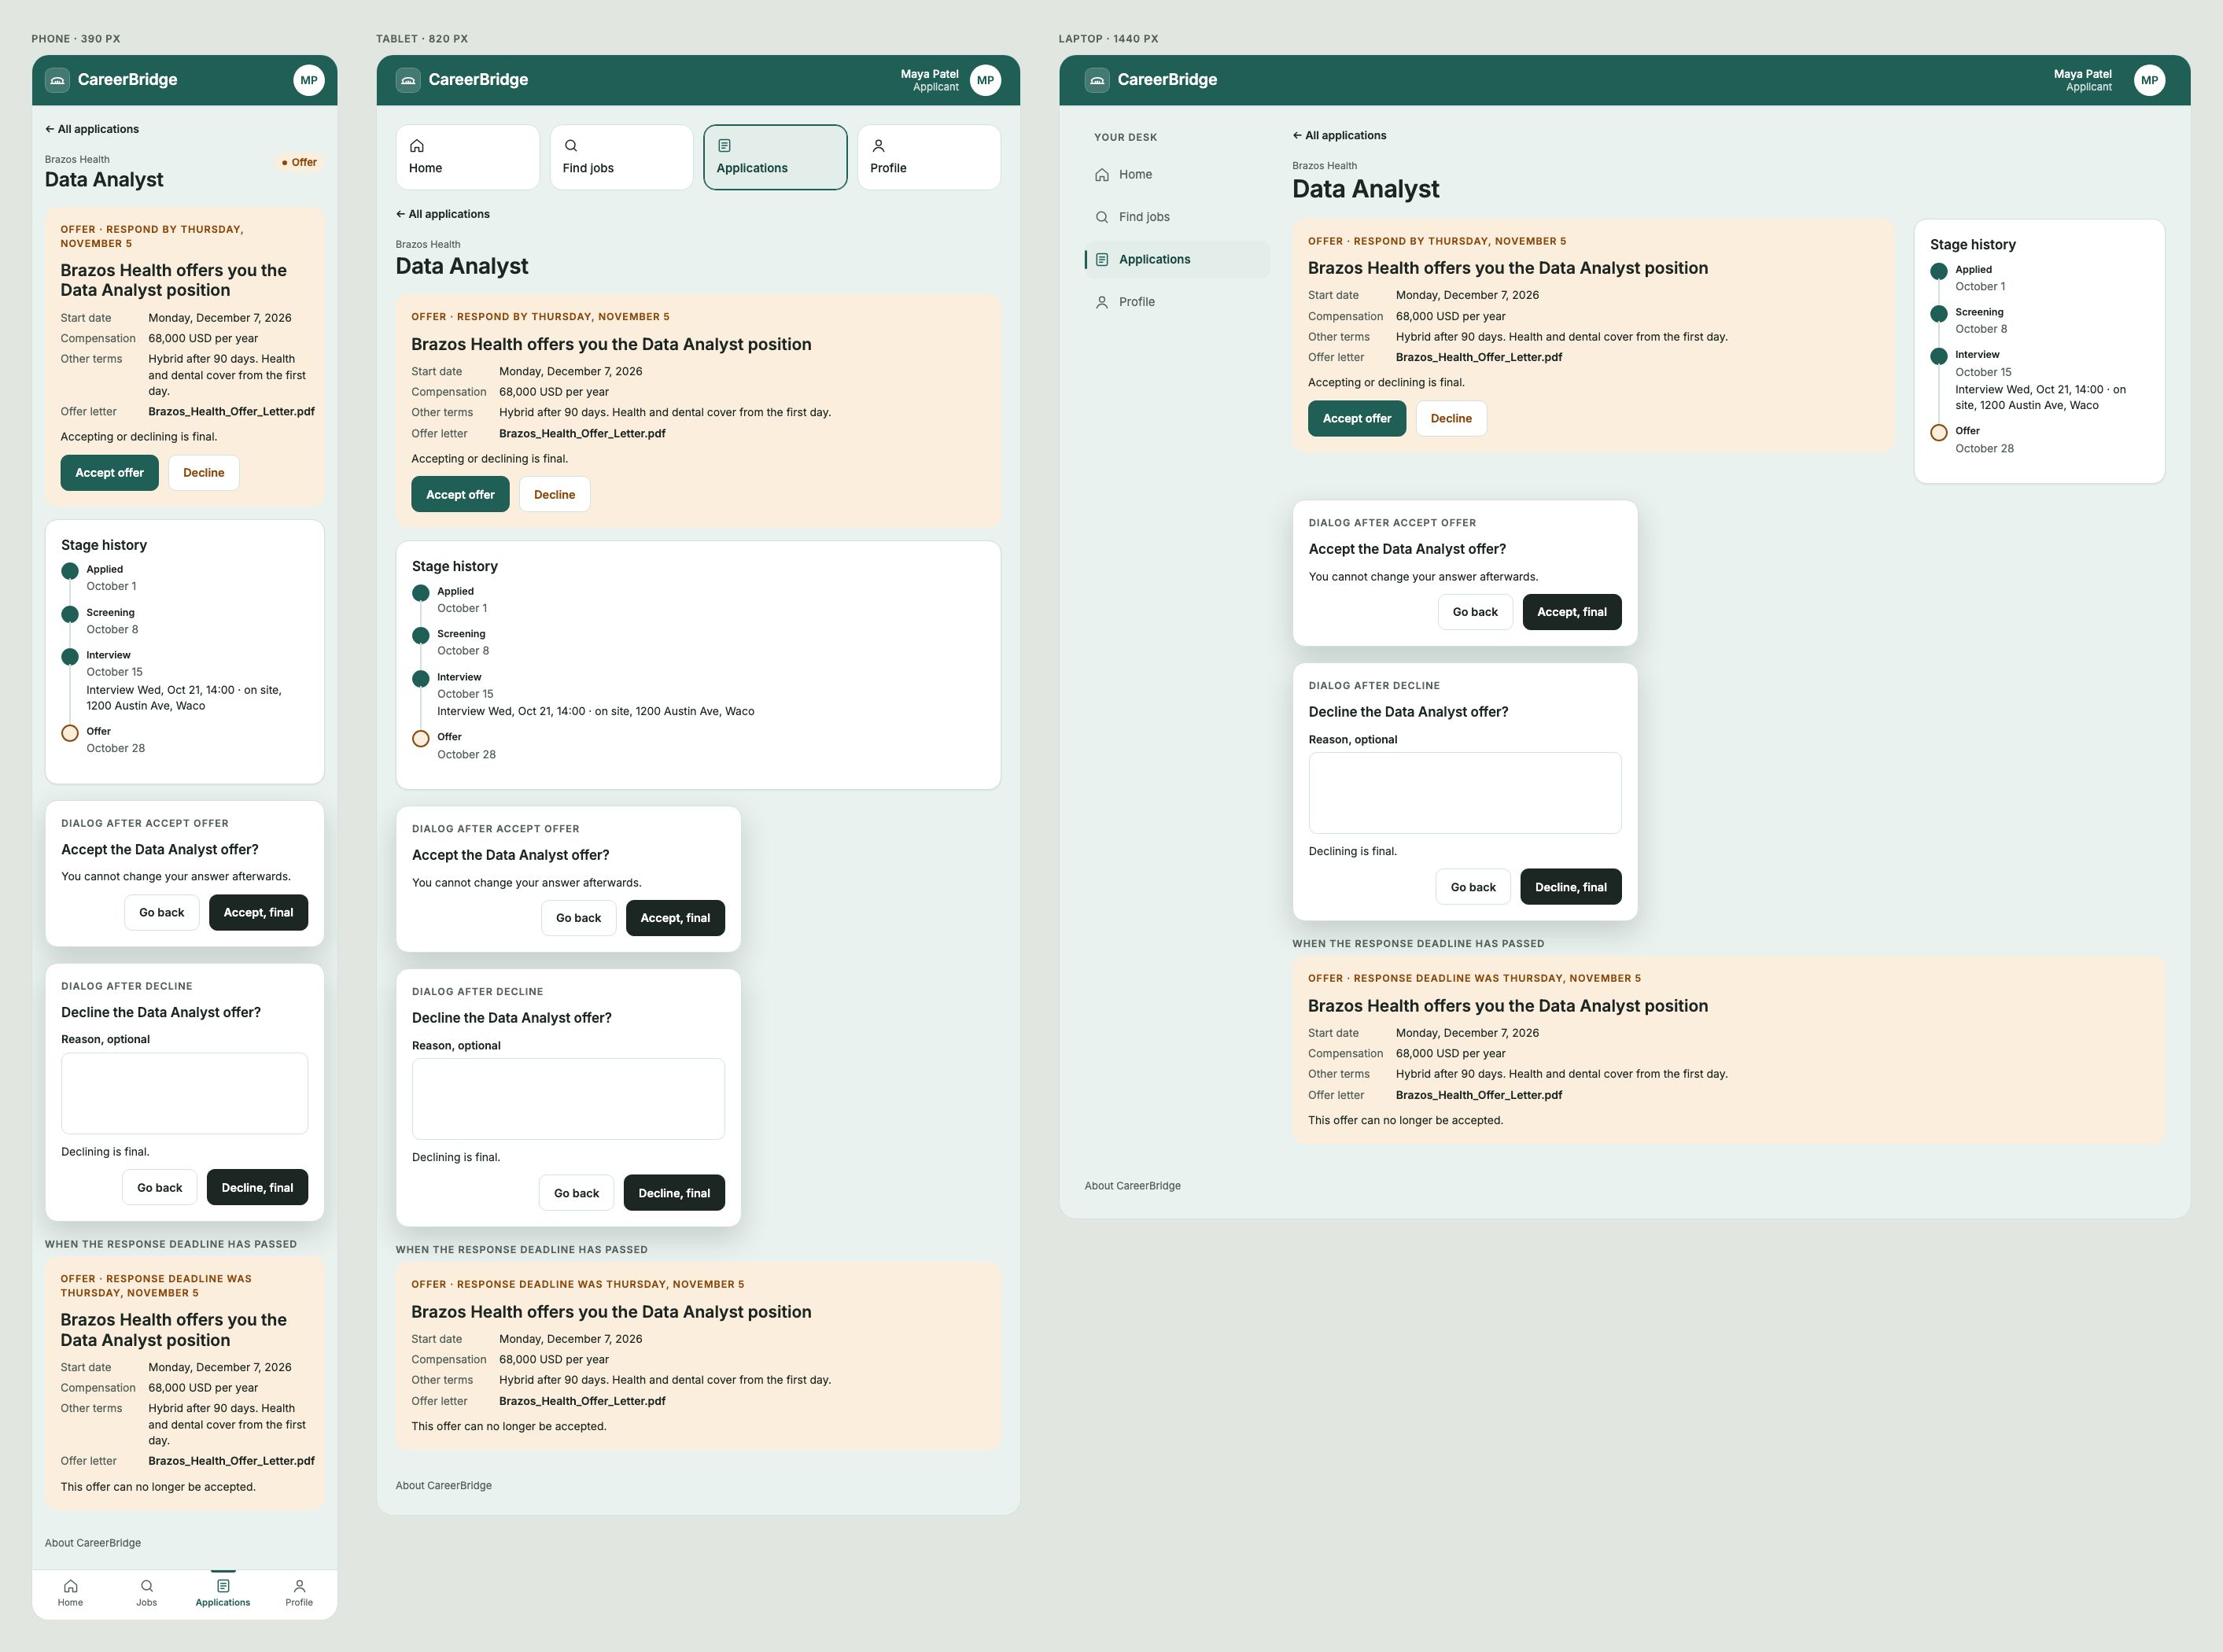 PHONE · 390 PX
CareerBridge
MP
← All applications
Brazos Health
Offer
Data Analyst
OFFER · RESPOND BY THURSDAY,
NOVEMBER 5
Brazos Health offers you the
Data Analyst position
Start date Monday, December 7, 2026
Compensation 68,000 USD per year
Other terms Hybrid after 90 days. Health
and dental cover from the first
day.
Offer letter Brazos_Health_Offer_Letter.pdf
Accepting or declining is final.
Accept offer Decline
Stage history
Applied
October 1
Screening
October 8
Interview
October 15
Interview Wed, Oct 21, 14:00 · on site,
1200 Austin Ave, Waco
Offer
October 28
DIALOG AFTER ACCEPT OFFER
Accept the Data Analyst offer?
You cannot change your answer afterwards.
Go back Accept, final
DIALOG AFTER DECLINE
Decline the Data Analyst offer?
Reason, optional
Declining is final.
Go back Decline, final
WHEN THE RESPONSE DEADLINE HAS PASSED
OFFER · RESPONSE DEADLINE WAS
THURSDAY, NOVEMBER 5
Brazos Health offers you the
Data Analyst position
Start date Monday, December 7, 2026
Compensation 68,000 USD per year
Other terms Hybrid after 90 days. Health
and dental cover from the first
day.
Offer letter Brazos_Health_Offer_Letter.pdf
This offer can no longer be accepted.
About CareerBridge
Home Jobs Applications Profile
TABLET · 820 PX
CareerBridge
Maya Patel
Applicant
MP
Home Find jobs Applications Profile
← All applications
Brazos Health
Data Analyst
OFFER · RESPOND BY THURSDAY, NOVEMBER 5
Brazos Health offers you the Data Analyst position
Start date Monday, December 7, 2026
Compensation 68,000 USD per year
Other terms Hybrid after 90 days. Health and dental cover from the first day.
Offer letter Brazos_Health_Offer_Letter.pdf
Accepting or declining is final.
Accept offer Decline
Stage history
Applied
October 1
Screening
October 8
Interview
October 15
Interview Wed, Oct 21, 14:00 · on site, 1200 Austin Ave, Waco
Offer
October 28
DIALOG AFTER ACCEPT OFFER
Accept the Data Analyst offer?
You cannot change your answer afterwards.
Go back Accept, final
DIALOG AFTER DECLINE
Decline the Data Analyst offer?
Reason, optional
Declining is final.
Go back Decline, final
WHEN THE RESPONSE DEADLINE HAS PASSED
OFFER · RESPONSE DEADLINE WAS THURSDAY, NOVEMBER 5
Brazos Health offers you the Data Analyst position
Start date Monday, December 7, 2026
Compensation 68,000 USD per year
Other terms Hybrid after 90 days. Health and dental cover from the first day.
Offer letter Brazos_Health_Offer_Letter.pdf
This offer can no longer be accepted.
About CareerBridge
LAPTOP · 1440 PX
CareerBridge
Maya Patel
Applicant
MP
YOUR DESK
Home
Find jobs
Applications
Profile
← All applications
Brazos Health
Data Analyst
OFFER · RESPOND BY THURSDAY, NOVEMBER 5
Brazos Health offers you the Data Analyst position
Start date Monday, December 7, 2026
Compensation 68,000 USD per year
Other terms Hybrid after 90 days. Health and dental cover from the first day.
Offer letter Brazos_Health_Offer_Letter.pdf
Accepting or declining is final.
Accept offer Decline
Stage history
Applied
October 1
Screening
October 8
Interview
October 15
Interview Wed, Oct 21, 14:00 · on
site, 1200 Austin Ave, Waco
Offer
October 28
DIALOG AFTER ACCEPT OFFER
Accept the Data Analyst offer?
You cannot change your answer afterwards.
Go back Accept, final
DIALOG AFTER DECLINE
Decline the Data Analyst offer?
Reason, optional
Declining is final.
Go back Decline, final
WHEN THE RESPONSE DEADLINE HAS PASSED
OFFER · RESPONSE DEADLINE WAS THURSDAY, NOVEMBER 5
Brazos Health offers you the Data Analyst position
Start date Monday, December 7, 2026
Compensation 68,000 USD per year
Other terms Hybrid after 90 days. Health and dental cover from the first day.
Offer letter Brazos_Health_Offer_Letter.pdf
This offer can no longer be accepted.
About CareerBridge